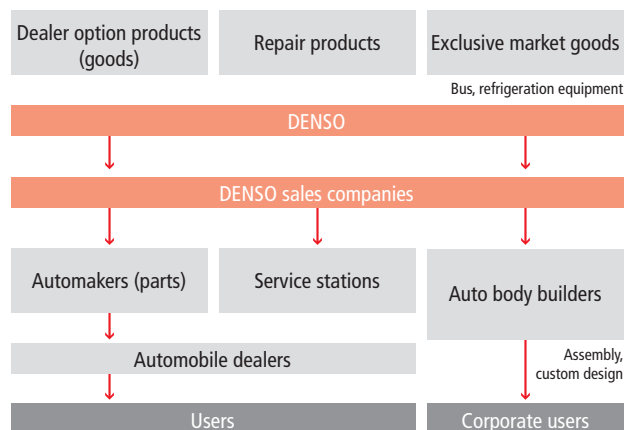 Dealer option products
(goods)
Repair products
Exclusive market goods
Bus, refrigeration equipment
DENSO
DENSO sales companies
Automakers (parts)
Service stations
Auto body builders
Automobile dealers
Assembly,
custom design
Users
Corporate users